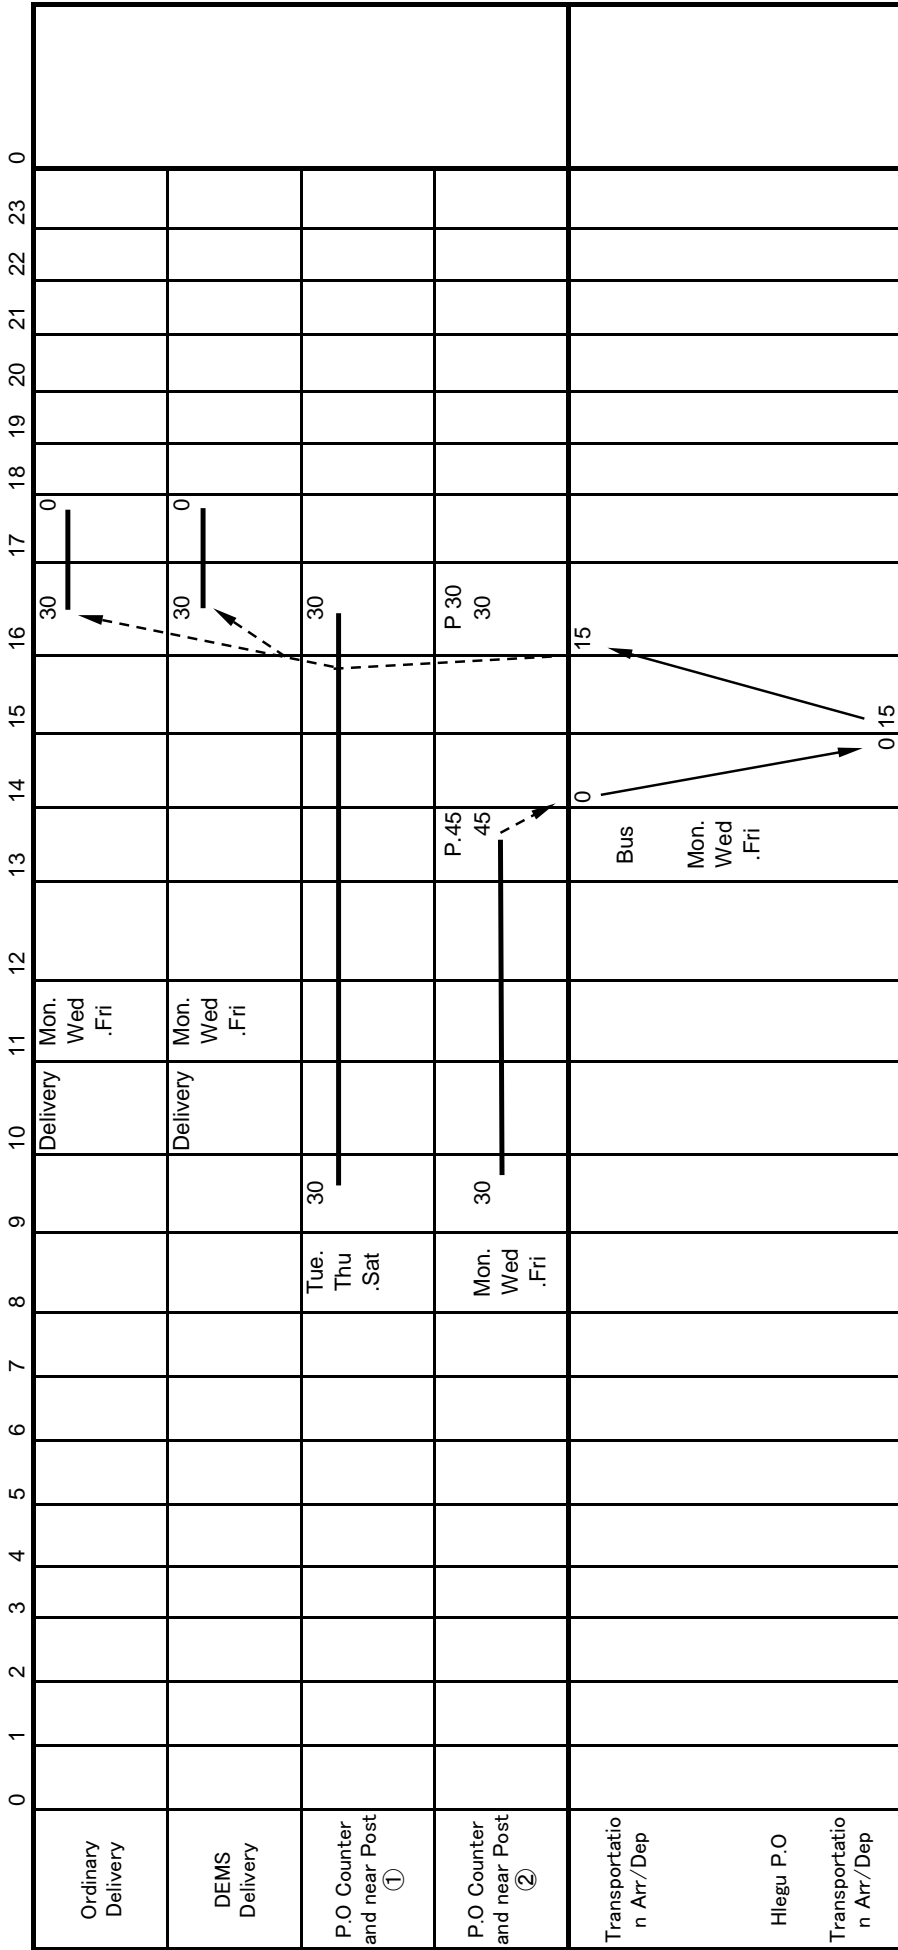 0 1 2 3 4 5 6 7 8 9 10 11 12 13 14 15 16 17 18 19 20 21 22 23 0
Ordinary
Delivery
Delivery
Mon.
Wed
.Fri
30
0
DEMS
Delivery
Delivery
Mon.
Wed
.Fri
30
0
P.O Counter
and near Post
①
Tue.
Thu
.Sat
30
30
P.O Counter
and near Post
②
Mon.
Wed
.Fri
30
P.45
45
P 30
30
Transportatio
n Arr/Dep
0
15
Bus
Mon.
Wed
.Fri
Hlegu P.O
Transportatio
n Arr/Dep
0 15